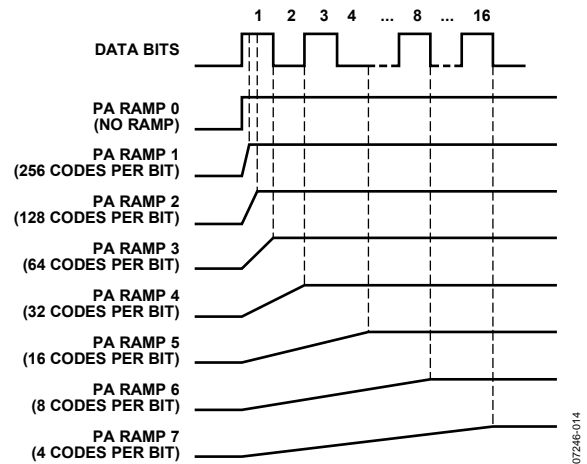 1 2 3 4 ... 8 ... 16
DATA BITS
PA RAMP 0
(NO RAMP)
PA RAMP 1
(256 CODES PER BIT)
PA RAMP 2
(128 CODES PER BIT)
PA RAMP 3
(64 CODES PER BIT)
PA RAMP 4
(32 CODES PER BIT)
PA RAMP 5
(16 CODES PER BIT)
PA RAMP 6
(8 CODES PER BIT)
PA RAMP 7
(4 CODES PER BIT)
07246-014